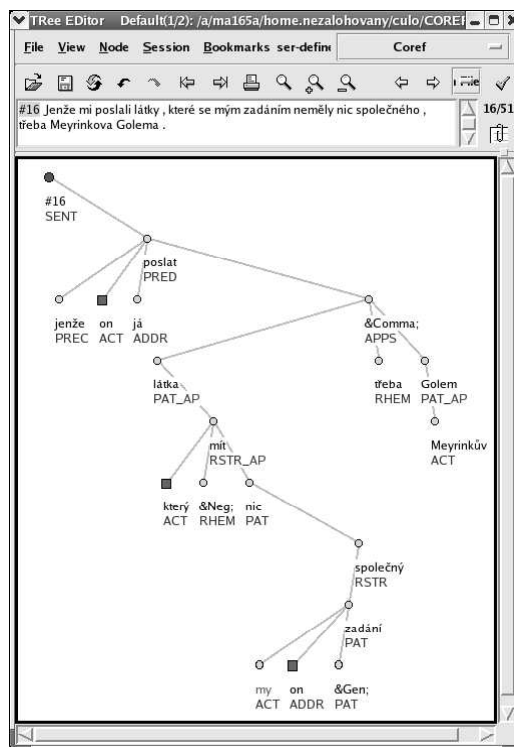 TRee EDitor Default(1/2): /a/ma165a/home.nezalohovany/culo/COREF
File View Node Session Bookmarks ser-define Coref
#16 Jenže mi poslali látky , které se mým zadáním neměly nic společného , 16/51
třeba Meyrinkova Golema .
#16
SENT
poslat
PRED
jenže on já &Comma;
PREC ACT ADDR APPS
látka třeba Golem
PAT_AP RHEM PAT_AP
mít Meyrinkův
RSTR_AP ACT
který &Neg; nic
ACT RHEM PAT
společný
RSTR
zadání
PAT
my on &Gen;
ACT ADDR PAT